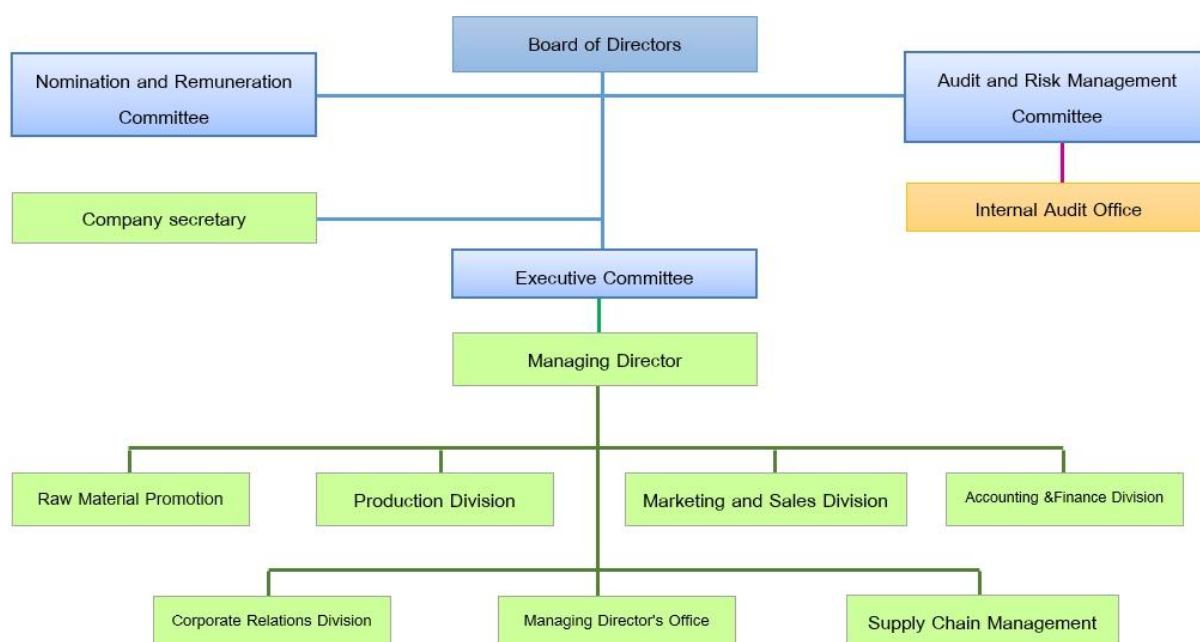 Board of Directors
Nomination and Remuneration
Committee
Audit and Risk Management
Committee
Company secretary
Internal Audit Office
Executive Committee
Managing Director
Raw Material Promotion
Production Division
Marketing and Sales Division
Accounting &Finance Division
Corporate Relations Division
Managing Director's Office
Supply Chain Management